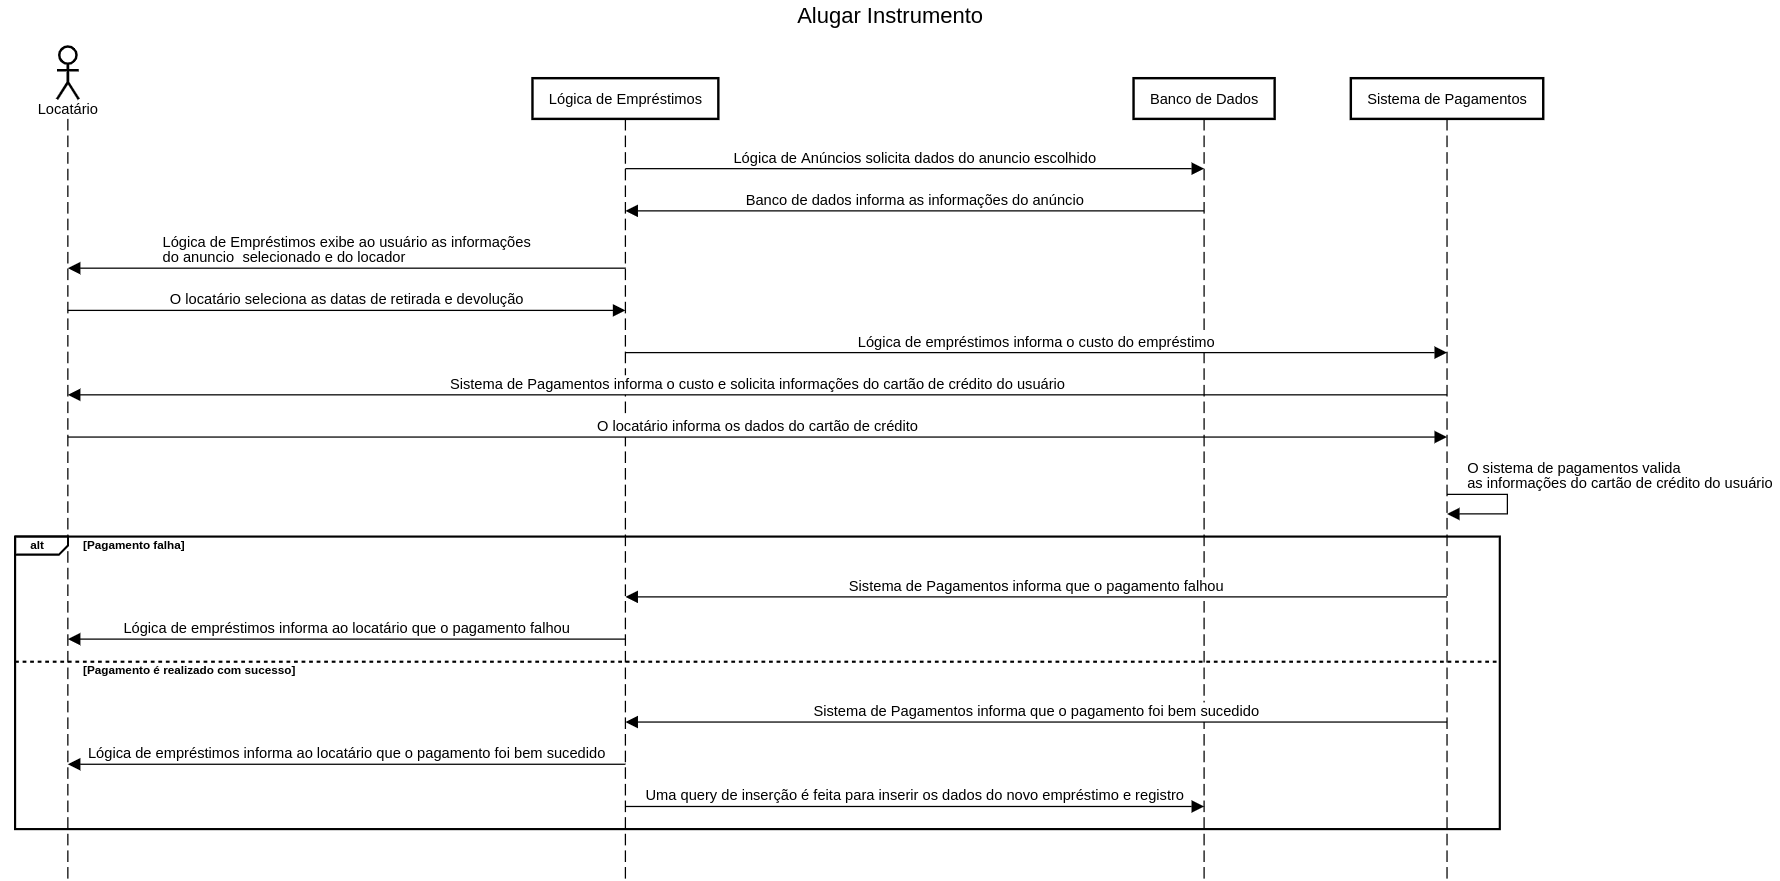 Alugar Instrumento
Locatário
Lógica de Empréstimos
Banco de Dados
Sistema de Pagamentos
Lógica de Anúncios solicita dados do anuncio escolhido
Banco de dados informa as informações do anúncio
Lógica de Empréstimos exibe ao usuário as informações
do anuncio  selecionado e do locador
O locatário seleciona as datas de retirada e devolução
Lógica de empréstimos informa o custo do empréstimo
Sistema de Pagamentos informa o custo e solicita informações do cartão de crédito do usuário
O locatário informa os dados do cartão de crédito
O sistema de pagamentos valida
as informações do cartão de crédito do usuário
alt
[Pagamento falha]
Sistema de Pagamentos informa que o pagamento falhou
Lógica de empréstimos informa ao locatário que o pagamento falhou
[Pagamento é realizado com sucesso]
Sistema de Pagamentos informa que o pagamento foi bem sucedido
Lógica de empréstimos informa ao locatário que o pagamento foi bem sucedido
Uma query de inserção é feita para inserir os dados do novo empréstimo e registro